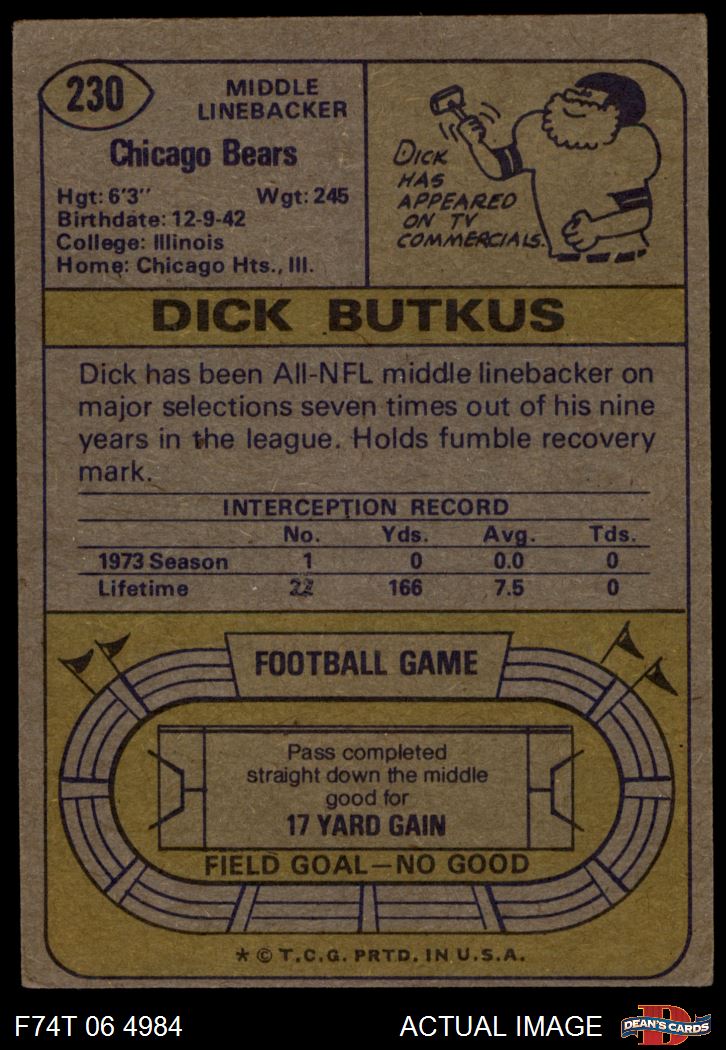 230
MIDDLE
LINEBACKER
Chicago Bears
Hgt: 6'3" Wgt: 245
Birthdate: 12-9-42
College: Illinois
Home: Chicago Hts., Ill.
DICK
HAS
APPEARED
ON TV
COMMERCIALS.
DICK BUTKUS
Dick has been All-NFL middle linebacker on
major selections seven times out of his nine
years in the league. Holds fumble recovery
mark.
INTERCEPTION RECORD
No. Yds. Avg. Tds.
1973 Season 1 0 0.0 0
Lifetime 22 166 7.5 0
FOOTBALL GAME
Pass completed
straight down the middle
good for
17 YARD GAIN
FIELD GOAL—NO GOOD
* © T.C.G. PRTD. IN U.S.A.
F74T 06 4984 ACTUAL IMAGE
D
DEAN'S CARDS